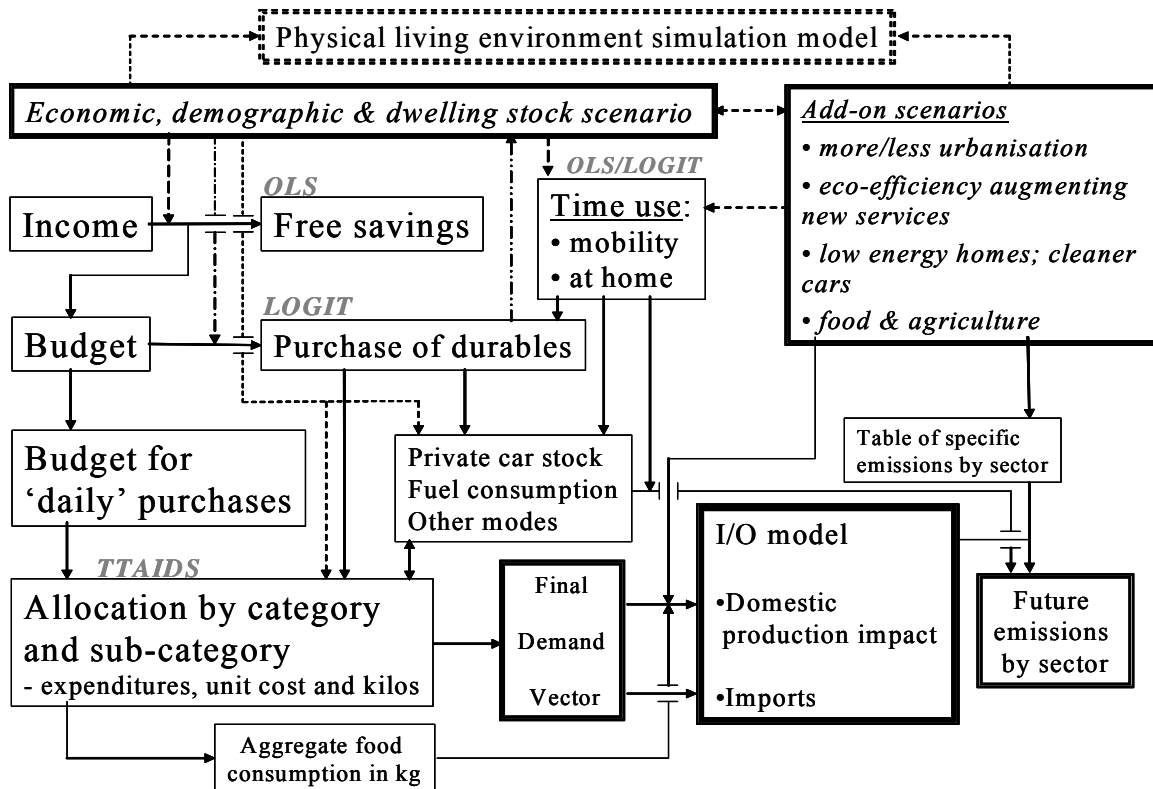 Physical living environment simulation model
Economic, demographic & dwelling stock scenario
Add-on scenarios
• more/less urbanisation
• eco-efficiency augmenting
new services
• low energy homes; cleaner
cars
• food & agriculture
OLS
OLS/LOGIT
Income
Free savings
Time use:
• mobility
• at home
LOGIT
Budget
Purchase of durables
Budget for
‘daily’ purchases
Private car stock
Fuel consumption
Other modes
Table of specific
emissions by sector
TTAIDS
Allocation by category
and sub-category
- expenditures, unit cost and kilos
Final
Demand
Vector
I/O model
•Domestic
production impact
•Imports
Future
emissions
by sector
Aggregate food
consumption in kg